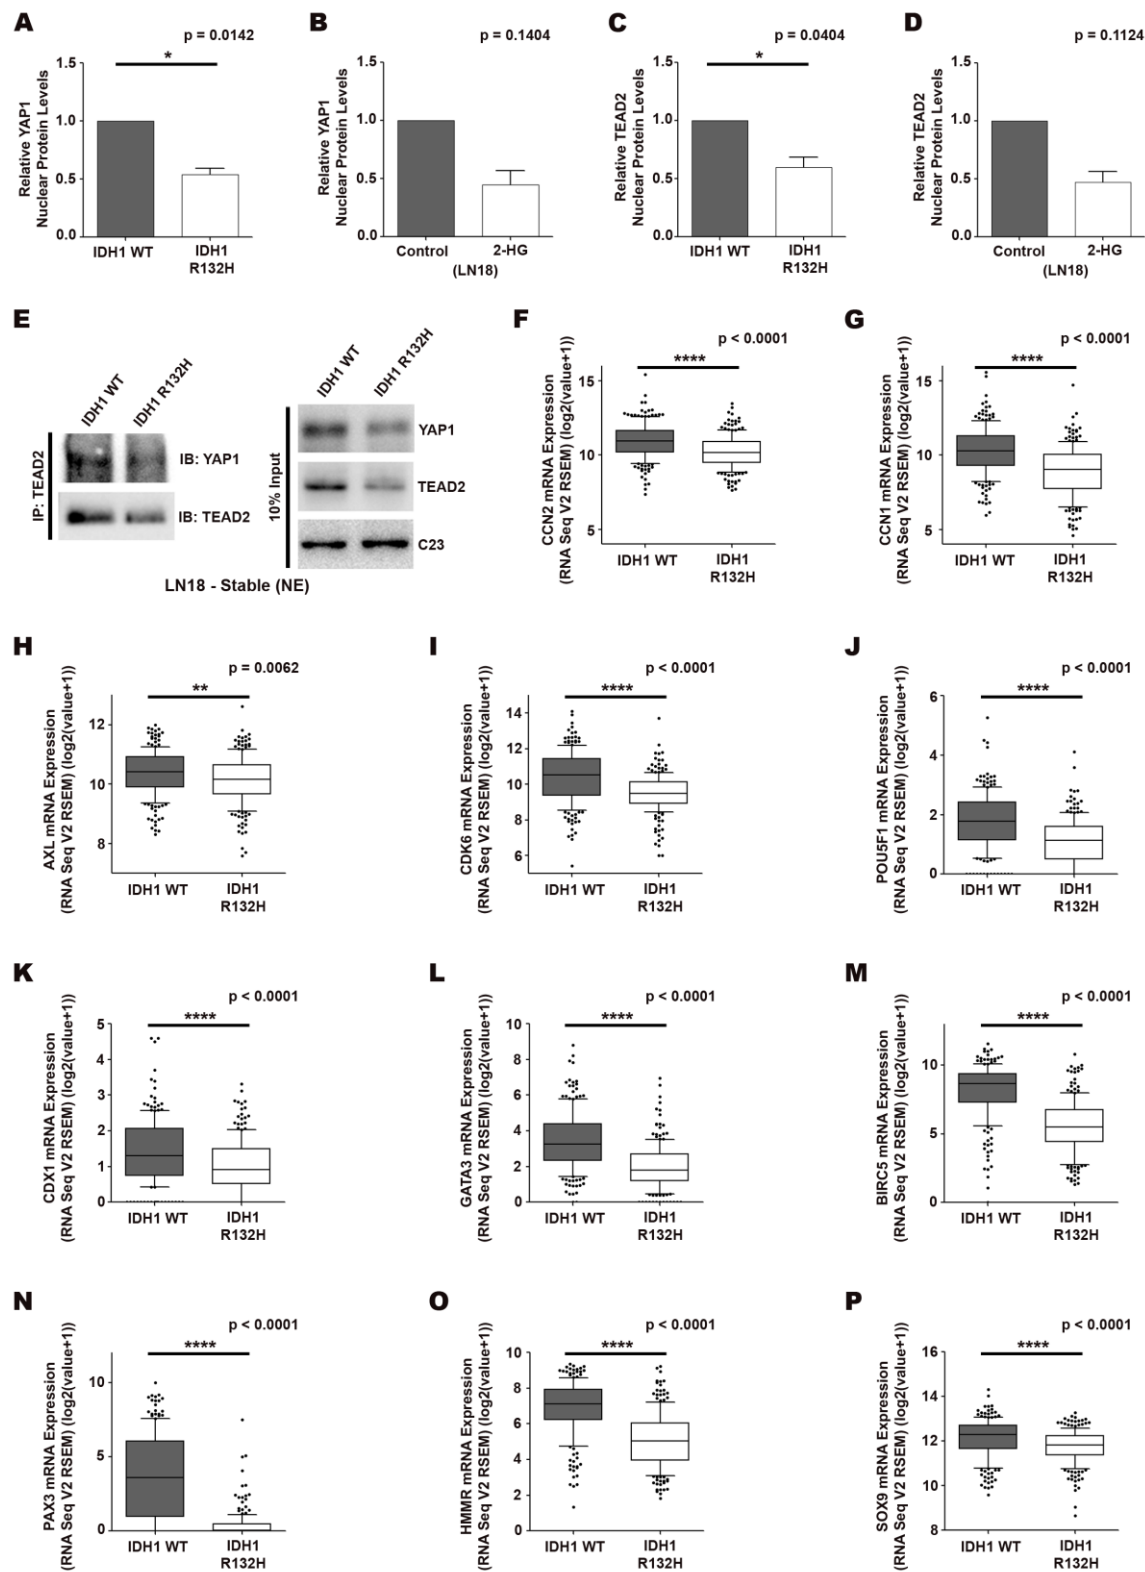 A
p = 0.0142
*
Relative YAP1
Nuclear Protein Levels
1.5
1.0
0.5
0.0
IDH1 WT
IDH1
R132H
B
p = 0.1404
Relative YAP1
Nuclear Protein Levels
1.5
1.0
0.5
0.0
Control
2-HG
(LN18)
C
p = 0.0404
*
Relative TEAD2
Nuclear Protein Levels
1.5
1.0
0.5
0.0
IDH1 WT
IDH1
R132H
D
p = 0.1124
Relative TEAD2
Nuclear Protein Levels
1.5
1.0
0.5
0.0
Control
2-HG
(LN18)
E
IP: TEAD2
IDH1 WT
IDH1 R132H
IB: YAP1
IB: TEAD2
10% Input
IDH1 WT
IDH1 R132H
YAP1
TEAD2
C23
LN18 - Stable (NE)
F
p < 0.0001
****
CCN2 mRNA Expression
(RNA Seq V2 RSEM) (log2(value+1))
15
10
5
IDH1 WT
IDH1
R132H
G
p < 0.0001
****
CCN1 mRNA Expression
(RNA Seq V2 RSEM) (log2(value+1))
15
10
5
IDH1 WT
IDH1
R132H
H
p = 0.0062
**
AXL mRNA Expression
(RNA Seq V2 RSEM) (log2(value+1))
12
10
8
IDH1 WT
IDH1
R132H
I
p < 0.0001
****
CDK6 mRNA Expression
(RNA Seq V2 RSEM) (log2(value+1))
14
12
10
8
6
IDH1 WT
IDH1
R132H
J
p < 0.0001
****
POU5F1 mRNA Expression
(RNA Seq V2 RSEM) (log2(value+1))
6
4
2
0
IDH1 WT
IDH1
R132H
K
p < 0.0001
****
CDX1 mRNA Expression
(RNA Seq V2 RSEM) (log2(value+1))
5
4
3
2
1
0
IDH1 WT
IDH1
R132H
L
p < 0.0001
****
GATA3 mRNA Expression
(RNA Seq V2 RSEM) (log2(value+1))
10
8
6
4
2
0
IDH1 WT
IDH1
R132H
M
p < 0.0001
****
BIRC5 mRNA Expression
(RNA Seq V2 RSEM) (log2(value+1))
10
5
0
IDH1 WT
IDH1
R132H
N
p < 0.0001
****
PAX3 mRNA Expression
(RNA Seq V2 RSEM) (log2(value+1))
10
5
0
IDH1 WT
IDH1
R132H
O
p < 0.0001
****
HMMR mRNA Expression
(RNA Seq V2 RSEM) (log2(value+1))
10
8
6
4
2
0
IDH1 WT
IDH1
R132H
P
p < 0.0001
****
SOX9 mRNA Expression
(RNA Seq V2 RSEM) (log2(value+1))
16
14
12
10
8
IDH1 WT
IDH1
R132H